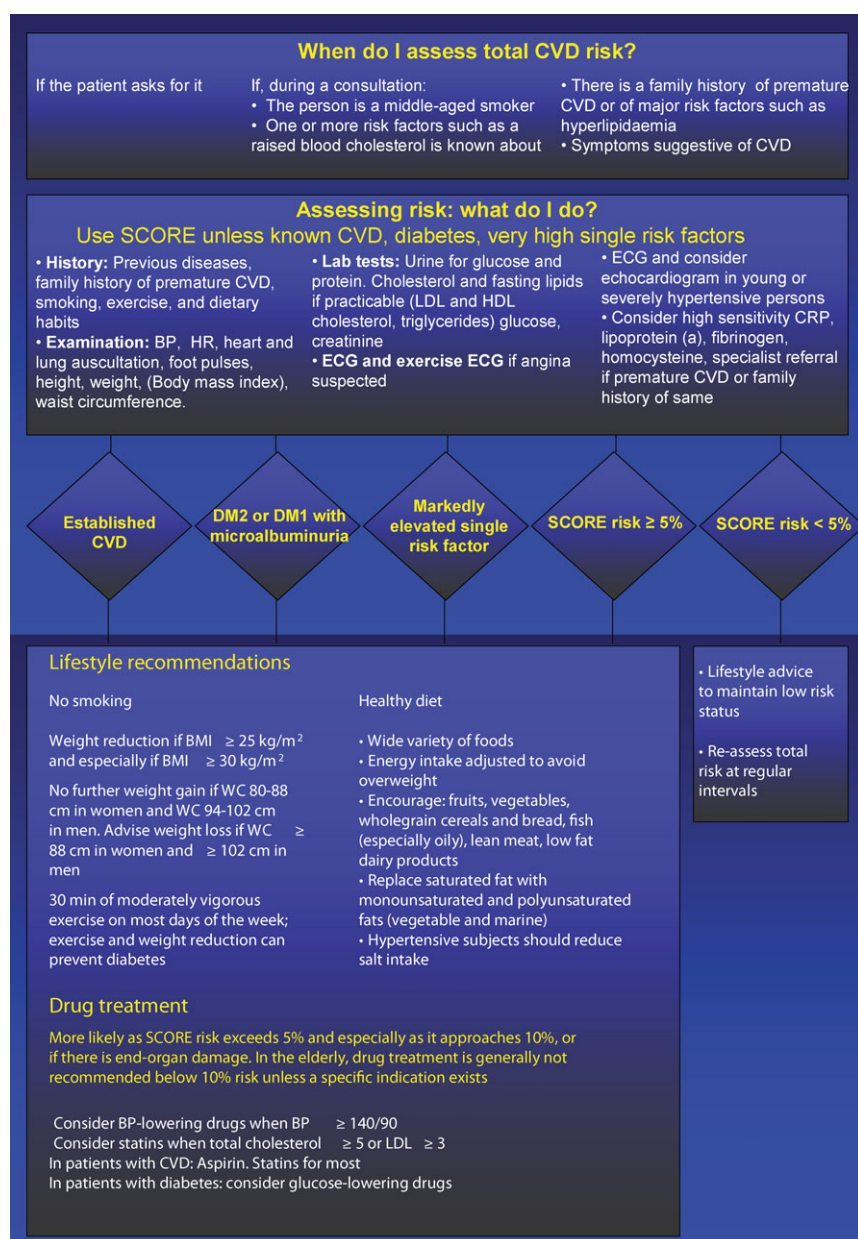 When do I assess total CVD risk?
If the patient asks for it
If, during a consultation:
• The person is a middle-aged smoker
• One or more risk factors such as a
raised blood cholesterol is known about
• There is a family history of premature
CVD or of major risk factors such as
hyperlipidaemia
• Symptoms suggestive of CVD
Assessing risk: what do I do?
Use SCORE unless known CVD, diabetes, very high single risk factors
• History: Previous diseases,
family history of premature CVD,
smoking, exercise, and dietary
habits
• Examination: BP, HR, heart and
lung auscultation, foot pulses,
height, weight, (Body mass index),
waist circumference.
• Lab tests: Urine for glucose and
protein. Cholesterol and fasting lipids
if practicable (LDL and HDL
cholesterol, triglycerides) glucose,
creatinine
• ECG and exercise ECG if angina
suspected
• ECG and consider
echocardiogram in young or
severely hypertensive persons
• Consider high sensitivity CRP,
lipoprotein (a), fibrinogen,
homocysteine, specialist referral
if premature CVD or family
history of same
Established
CVD
DM2 or DM1 with
microalbuminuria
Markedly
elevated single
risk factor
SCORE risk ≥ 5%
SCORE risk < 5%
Lifestyle recommendations
No smoking
Weight reduction if BMI ≥ 25 kg/m²
and especially if BMI ≥ 30 kg/m²
No further weight gain if WC 80-88
cm in women and WC 94-102 cm
in men. Advise weight loss if WC ≥
88 cm in women and ≥ 102 cm in
men
30 min of moderately vigorous
exercise on most days of the week;
exercise and weight reduction can
prevent diabetes
Healthy diet
• Wide variety of foods
• Energy intake adjusted to avoid
overweight
• Encourage: fruits, vegetables,
wholegrain cereals and bread, fish
(especially oily), lean meat, low fat
dairy products
• Replace saturated fat with
monounsaturated and polyunsaturated
fats (vegetable and marine)
• Hypertensive subjects should reduce
salt intake
Drug treatment
More likely as SCORE risk exceeds 5% and especially as it approaches 10%, or
if there is end-organ damage. In the elderly, drug treatment is generally not
recommended below 10% risk unless a specific indication exists
Consider BP-lowering drugs when BP ≥ 140/90
Consider statins when total cholesterol ≥ 5 or LDL ≥ 3
In patients with CVD: Aspirin. Statins for most
In patients with diabetes: consider glucose-lowering drugs
• Lifestyle advice
to maintain low risk
status
• Re-assess total
risk at regular
intervals